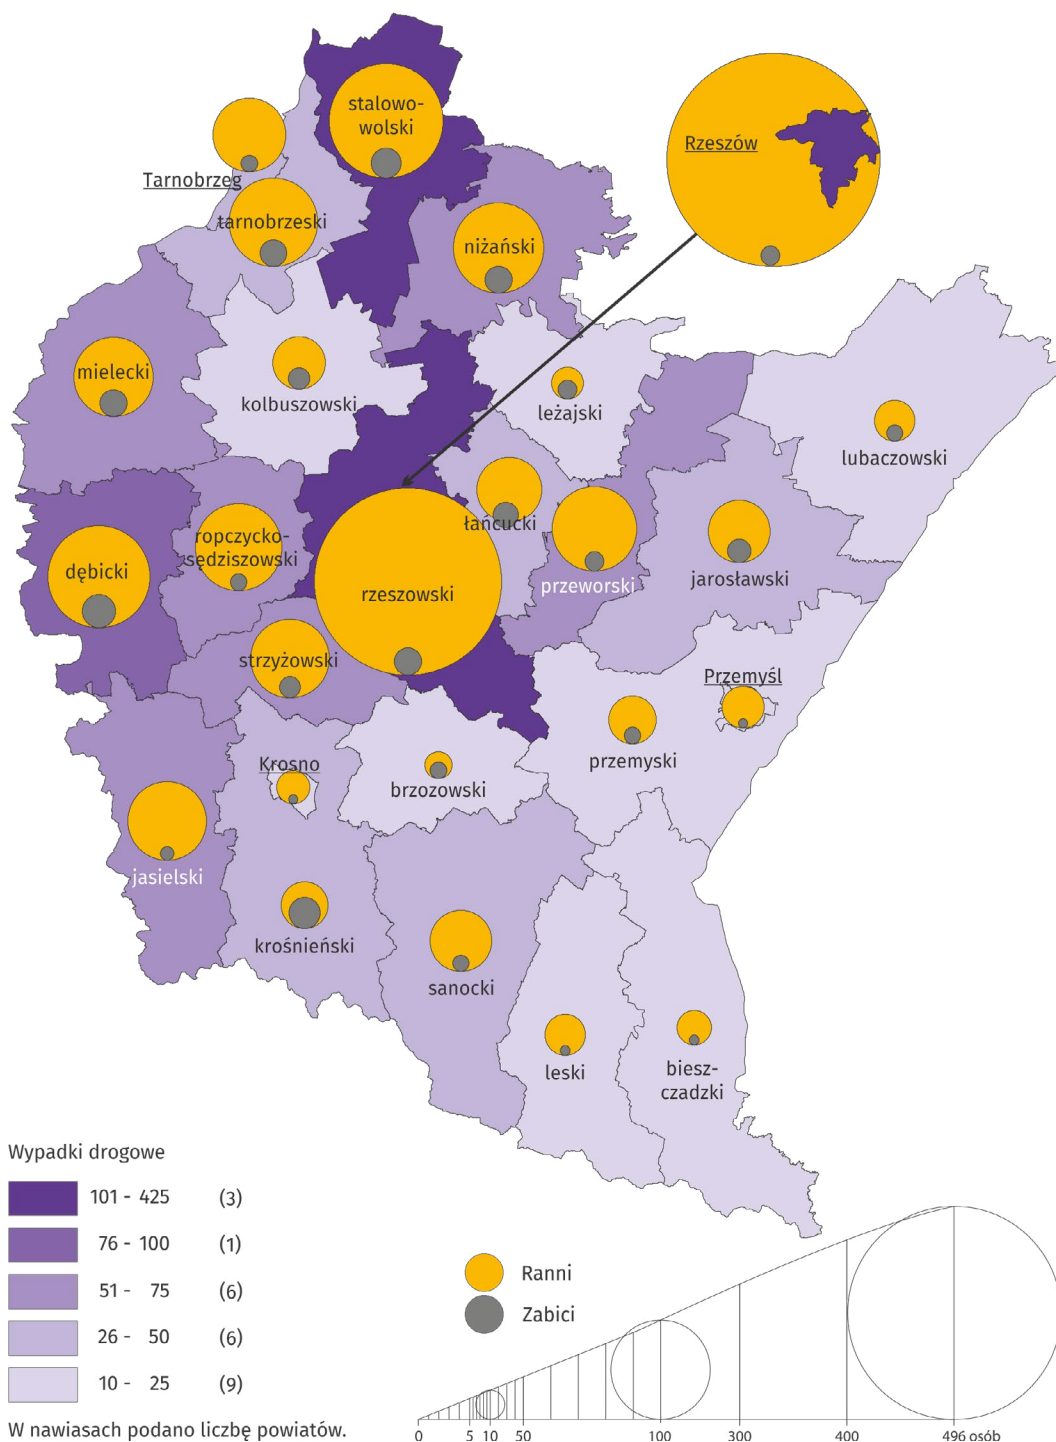 stalowo-
wolski
Rzeszów
Tarnobrzeg
tarnobrzeski
niżański
mielecki
kolbuszowski
leżajski
lubaczowski
łańcucki
ropczycko-
sędziszowski
dębicki
rzeszowski
przeworski
jarosławski
strzyżowski
Przemyśl
przemyski
Krosno
brzozowski
jasielski
krośnieński
sanocki
leski
biesz-
czadzki
Wypadki drogowe
101 - 425 (3)
76 - 100 (1)
51 - 75 (6)
26 - 50 (6)
10 - 25 (9)
W nawiasach podano liczbę powiatów.
Ranni
Zabici
0 5 10 50 100 300 400 496 osób